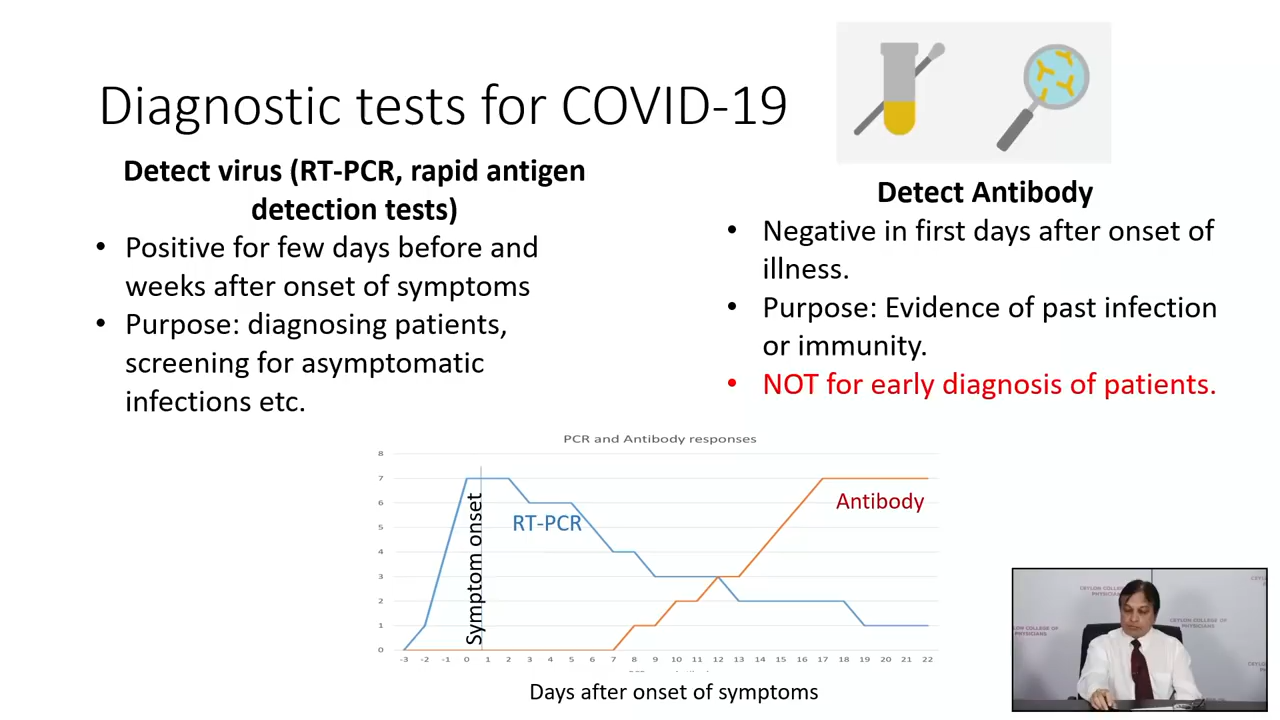 Diagnostic tests for COVID-19
Detect virus (RT-PCR, rapid antigen
detection tests)
• Positive for few days before and
weeks after onset of symptoms
• Purpose: diagnosing patients,
screening for asymptomatic
infections etc.
Detect Antibody
• Negative in first days after onset of
illness.
• Purpose: Evidence of past infection
or immunity.
• NOT for early diagnosis of patients.
PCR and Antibody responses
8
7
6
5
4
3
2
1
0
Symptom onset
RT-PCR
Antibody
-3 -2 -1 0 1 2 3 4 5 6 7 8 9 10 11 12 13 14 15 16 17 18 19 20 21 22
Days after onset of symptoms
CEYLON COLLEGE OF
PHYSICIANS